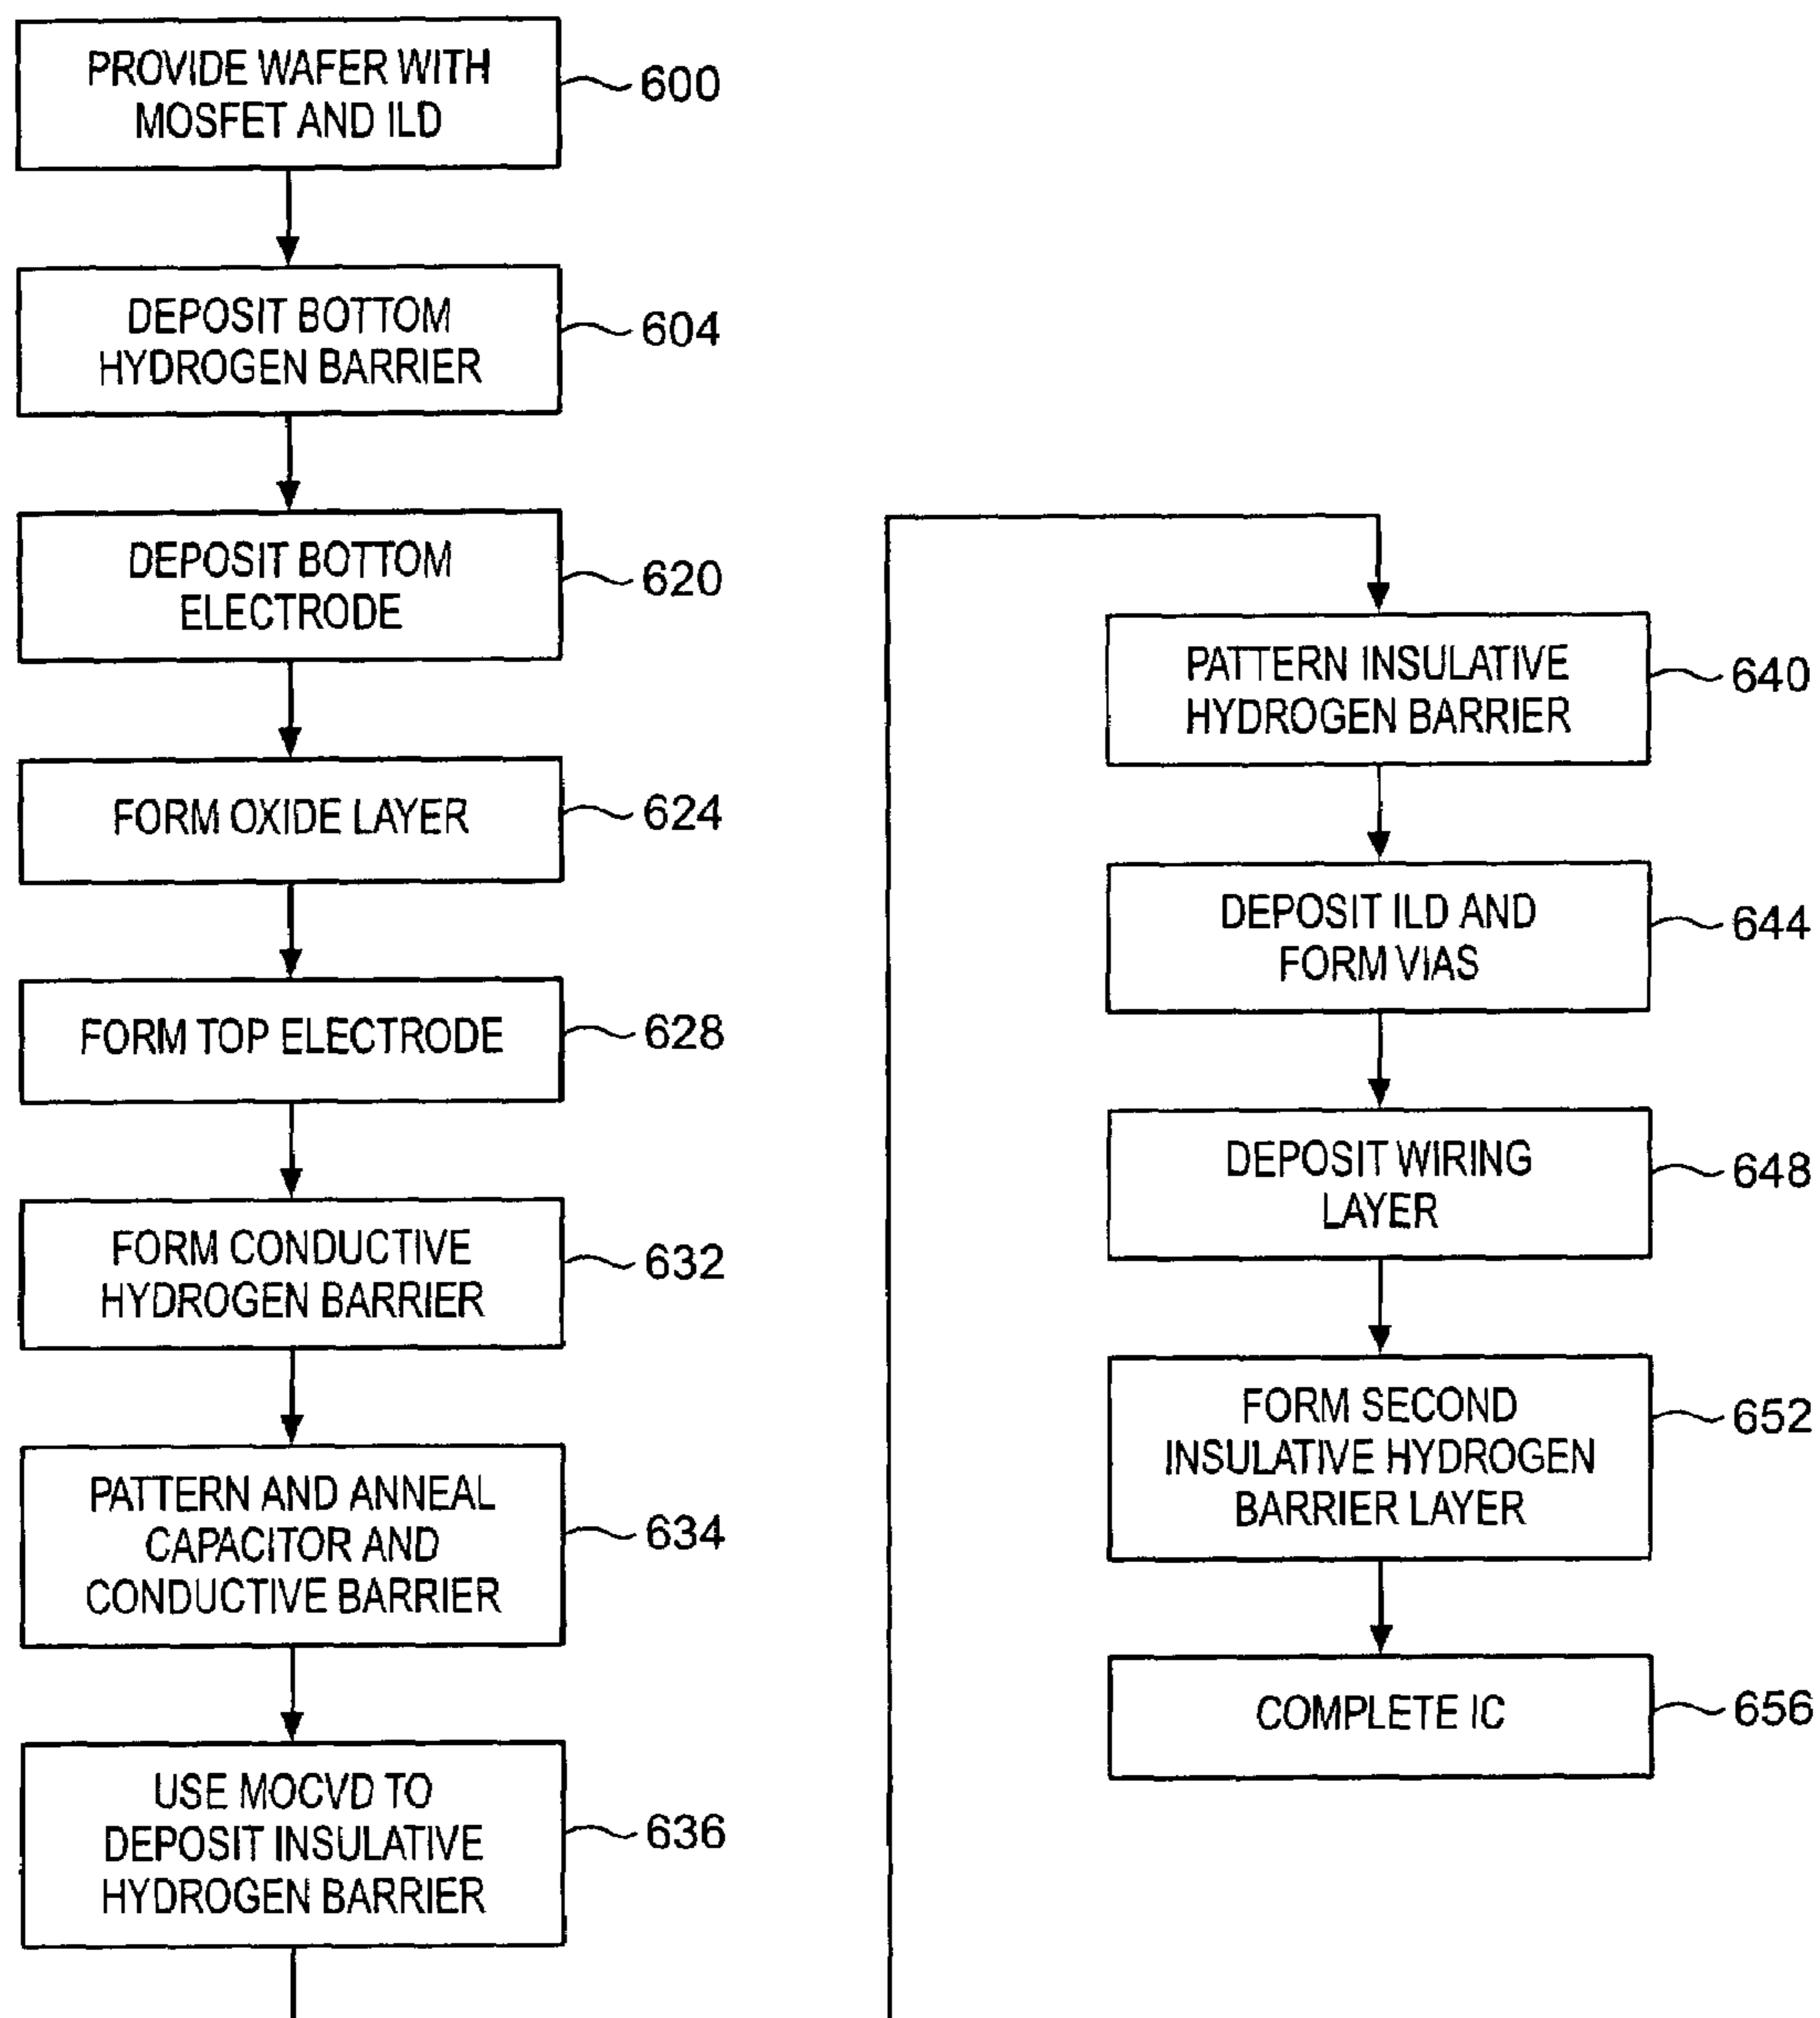 PROVIDE WAFER WITH
MOSFET AND ILD
600
DEPOSIT BOTTOM
HYDROGEN BARRIER
604
DEPOSIT BOTTOM
ELECTRODE
620
FORM OXIDE LAYER
624
FORM TOP ELECTRODE
628
FORM CONDUCTIVE
HYDROGEN BARRIER
632
PATTERN AND ANNEAL
CAPACITOR AND
CONDUCTIVE BARRIER
634
USE MOCVD TO
DEPOSIT INSULATIVE
HYDROGEN BARRIER
636
PATTERN INSULATIVE
HYDROGEN BARRIER
640
DEPOSIT ILD AND
FORM VIAS
644
DEPOSIT WIRING
LAYER
648
FORM SECOND
INSULATIVE HYDROGEN
BARRIER LAYER
652
COMPLETE IC
656